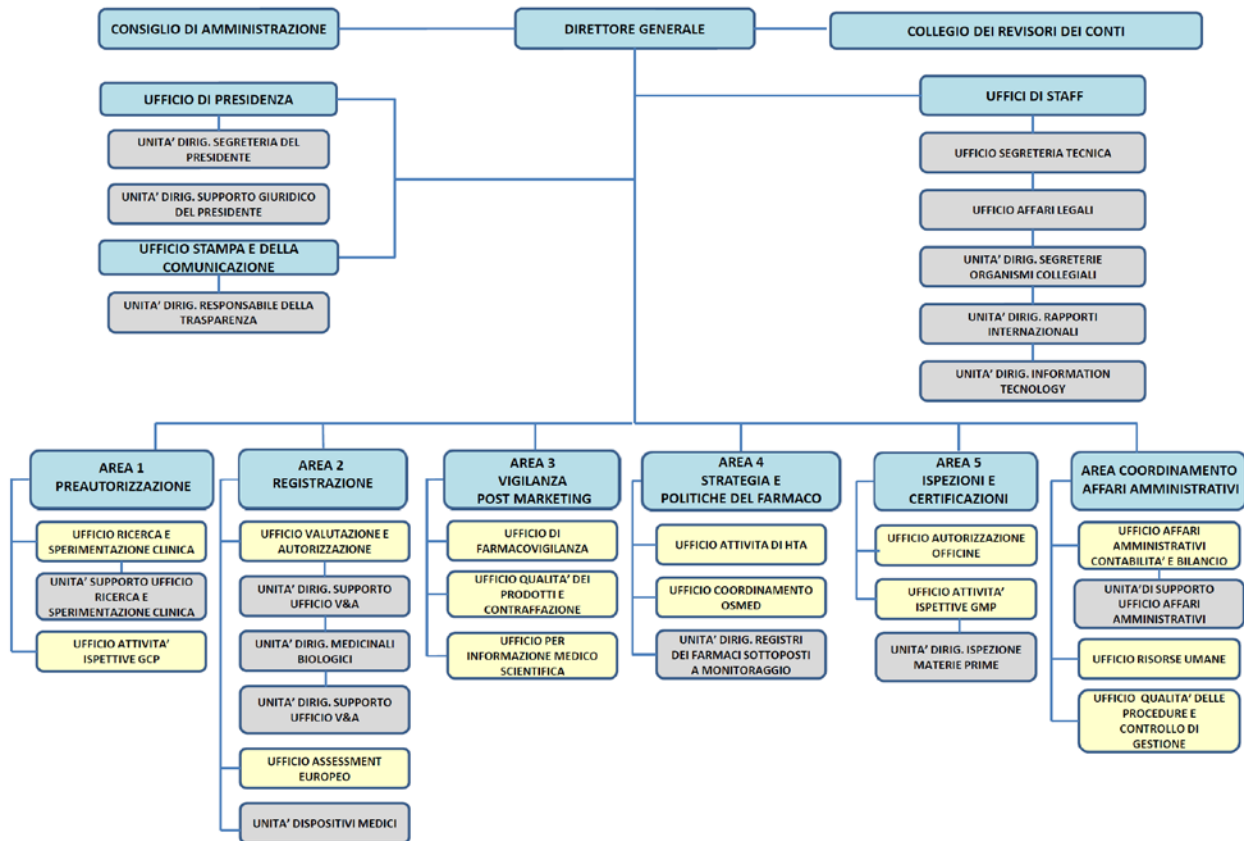 CONSIGLIO DI AMMINISTRAZIONE
DIRETTORE GENERALE
COLLEGIO DEI REVISORI DEI CONTI
UFFICIO DI PRESIDENZA
UNITA' DIRIG. SEGRETERIA DEL
PRESIDENTE
UNITA' DIRIG. SUPPORTO GIURIDICO
DEL PRESIDENTE
UFFICIO STAMPA E DELLA
COMUNICAZIONE
UNITA' DIRIG. RESPONSABILE DELLA
TRASPARENZA
UFFICI DI STAFF
UFFICIO SEGRETERIA TECNICA
UFFICIO AFFARI LEGALI
UNITA' DIRIG. SEGRETERIE
ORGANISMI COLLEGIALI
UNITA' DIRIG. RAPPORTI
INTERNAZIONALI
UNITA' DIRIG. INFORMATION
TECNOLOGY
AREA 1
PREAUTORIZZAZIONE
UFFICIO RICERCA E
SPERIMENTAZIONE CLINICA
UNITA' SUPPORTO UFFICIO
RICERCA E
SPERIMENTAZIONE CLINICA
UFFICIO ATTIVITA'
ISPETTIVE GCP
AREA 2
REGISTRAZIONE
UFFICIO VALUTAZIONE E
AUTORIZZAZIONE
UNITA' DIRIG. SUPPORTO
UFFICIO V&A
UNITA' DIRIG. MEDICINALI
BIOLOGICI
UNITA' DIRIG. SUPPORTO
UFFICIO V&A
UFFICIO ASSESSMENT
EUROPEO
UNITA' DISPOSITIVI MEDICI
AREA 3
VIGILANZA
POST MARKETING
UFFICIO DI
FARMACOVIGILANZA
UFFICIO QUALITA' DEI
PRODOTTI E
CONTRAFFAZIONE
UFFICIO PER
INFORMAZIONE MEDICO
SCIENTIFICA
AREA 4
STRATEGIA E
POLITICHE DEL FARMACO
UFFICIO ATTIVITA DI HTA
UFFICIO COORDINAMENTO
OSMED
UNITA' DIRIG. REGISTRI
DEI FARMACI SOTTOPOSTI
A MONITORAGGIO
AREA 5
ISPEZIONI E
CERTIFICAZIONI
UFFICIO AUTORIZZAZIONE
OFFICINE
UFFICIO ATTIVITA'
ISPETTIVE GMP
UNITA' DIRIG. ISPEZIONE
MATERIE PRIME
AREA COORDINAMENTO
AFFARI AMMINISTRATIVI
UFFICIO AFFARI
AMMINISTRATIVI
CONTABILITA' E BILANCIO
UNITA'DI SUPPORTO
UFFICIO AFFARI
AMMINISTRATIVI
UFFICIO RISORSE UMANE
UFFICIO QUALITA' DELLE
PROCEDURE E
CONTROLLO DI
GESTIONE